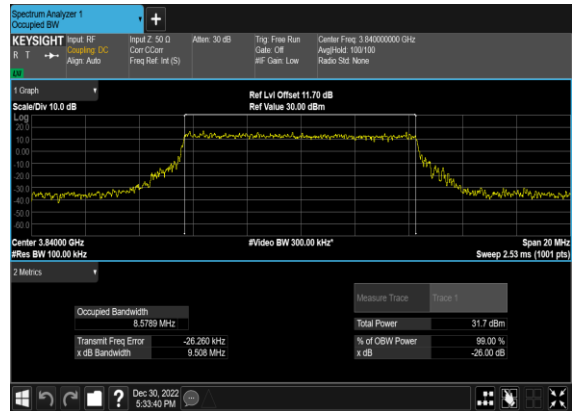 Spectrum Analyzer 1
Occupied BW
+
KEYSIGHT Input: RF Input Z: 50 Ω Atten: 30 dB Trig: Free Run Center Freq: 3.840000000 GHz
R T Coupling: DC Corr CCorr Gate: Off Avg|Hold: 100/100
Align: Auto Freq Ref: Int (S) #IF Gain: Low Radio Std: None
1 Graph
Ref Lvl Offset 11.70 dB
Scale/Div 10.0 dB Ref Value 30.00 dBm
Log
20.0
10.0
0.00
-10.0
-20.0
-30.0
-40.0
-50.0
-60.0
Center 3.84000 GHz #Video BW 300.00 kHz* Span 20 MHz
#Res BW 100.00 kHz Sweep 2.53 ms (1001 pts)
2 Metrics
Measure Trace Trace 1
Occupied Bandwidth
8.5789 MHz Total Power 31.7 dBm
Transmit Freq Error -26.260 kHz % of OBW Power 99.00 %
x dB Bandwidth 9.508 MHz x dB -26.00 dB
? Dec 30, 2022
5:33:40 PM